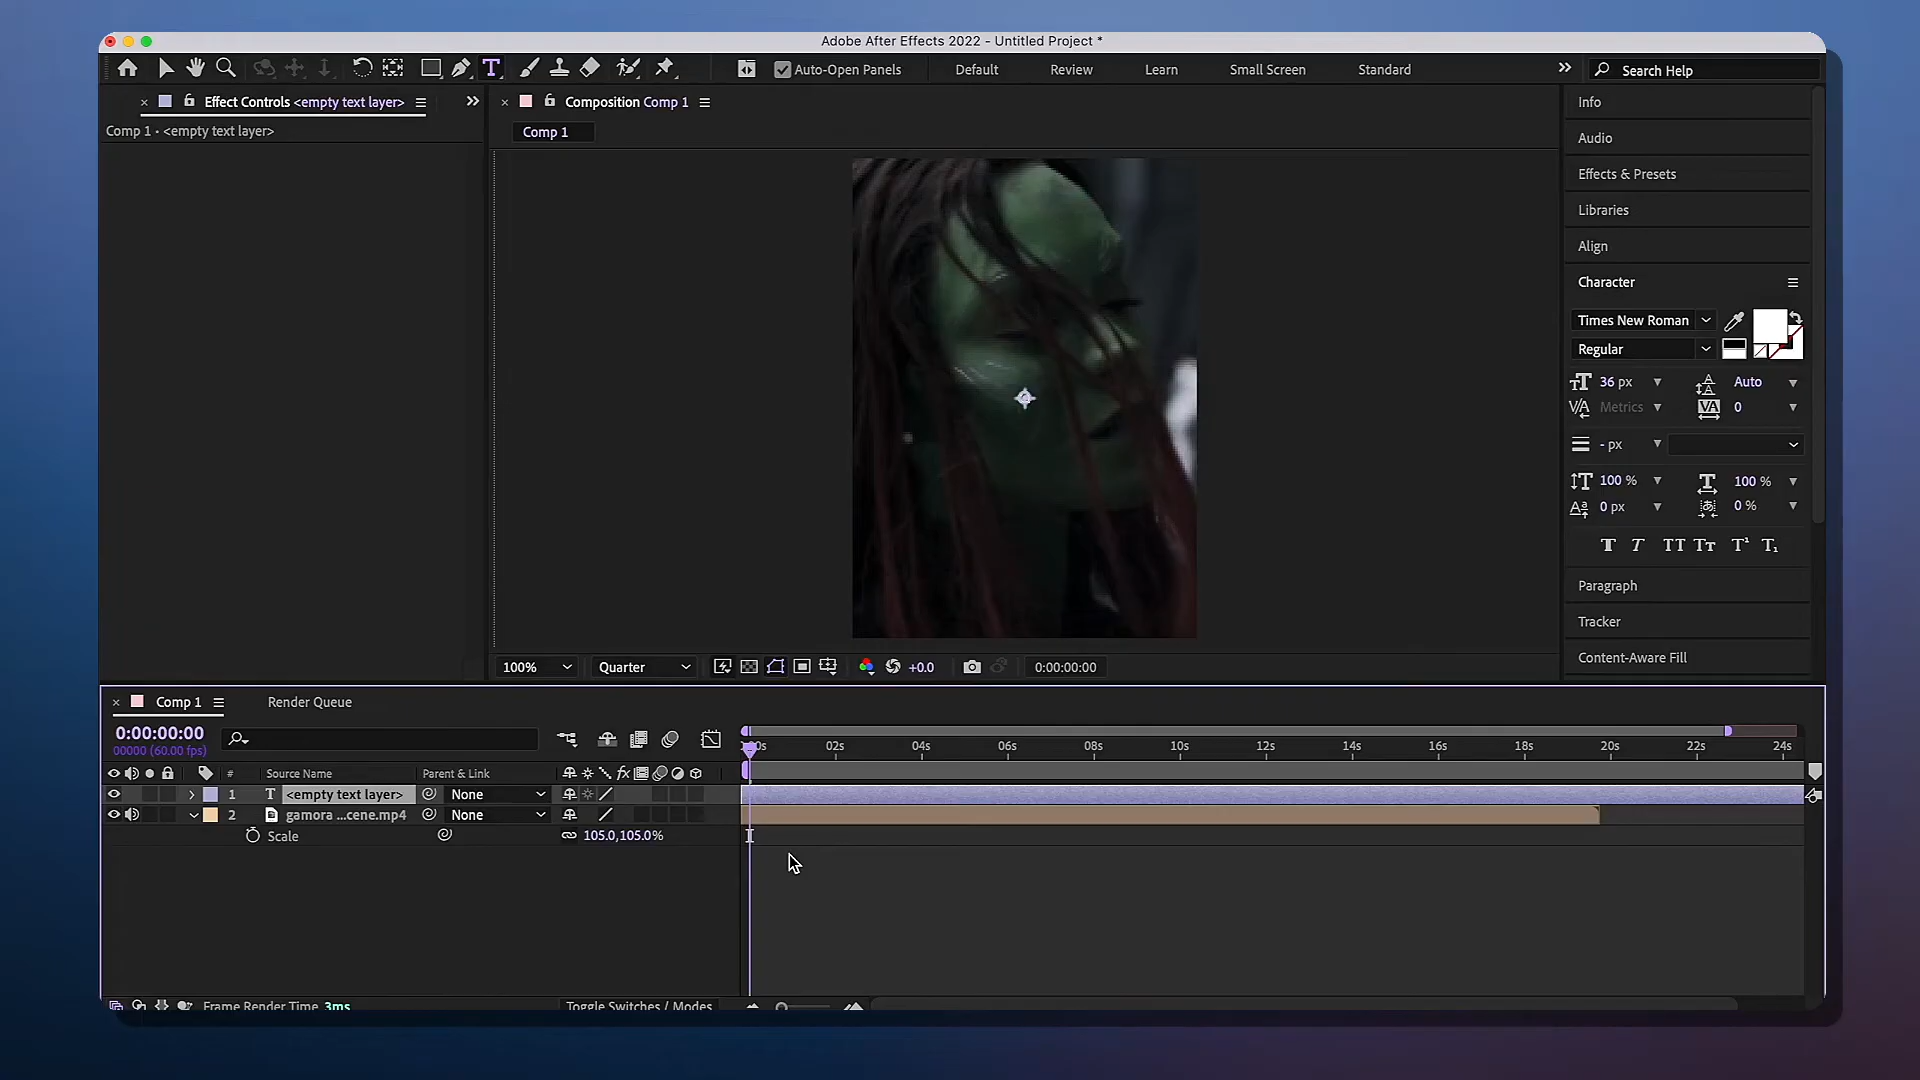 Adobe After Effects 2022 - Untitled Project *
Auto-Open Panels
Default
Review
Learn
Small Screen
Standard
Search Help
Effect Controls <empty text layer>
Composition Comp 1
Comp 1 • <empty text layer>
Comp 1
Info
Audio
Effects & Presets
Libraries
Align
Character
Times New Roman
Regular
36 px
Auto
Metrics
0
- px
100 %
100 %
0 px
0 %
Paragraph
Tracker
Content-Aware Fill
100%
Quarter
+0.0
0:00:00:00
Comp 1
Render Queue
0:00:00:00
00000 (60.00 fps)
02s
04s
06s
08s
10s
12s
14s
16s
18s
20s
22s
24s
#
Source Name
Parent & Link
1
<empty text layer>
None
2
gamora ...cene.mp4
None
Scale
105.0,105.0%
Frame Render Time 3ms
Toggle Switches / Modes